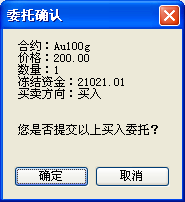 委托确认
合约：Au100g
价格：200.00
数量：1
冻结资金：21021.01
买卖方向：买入
您是否提交以上买入委托？
确定
取消